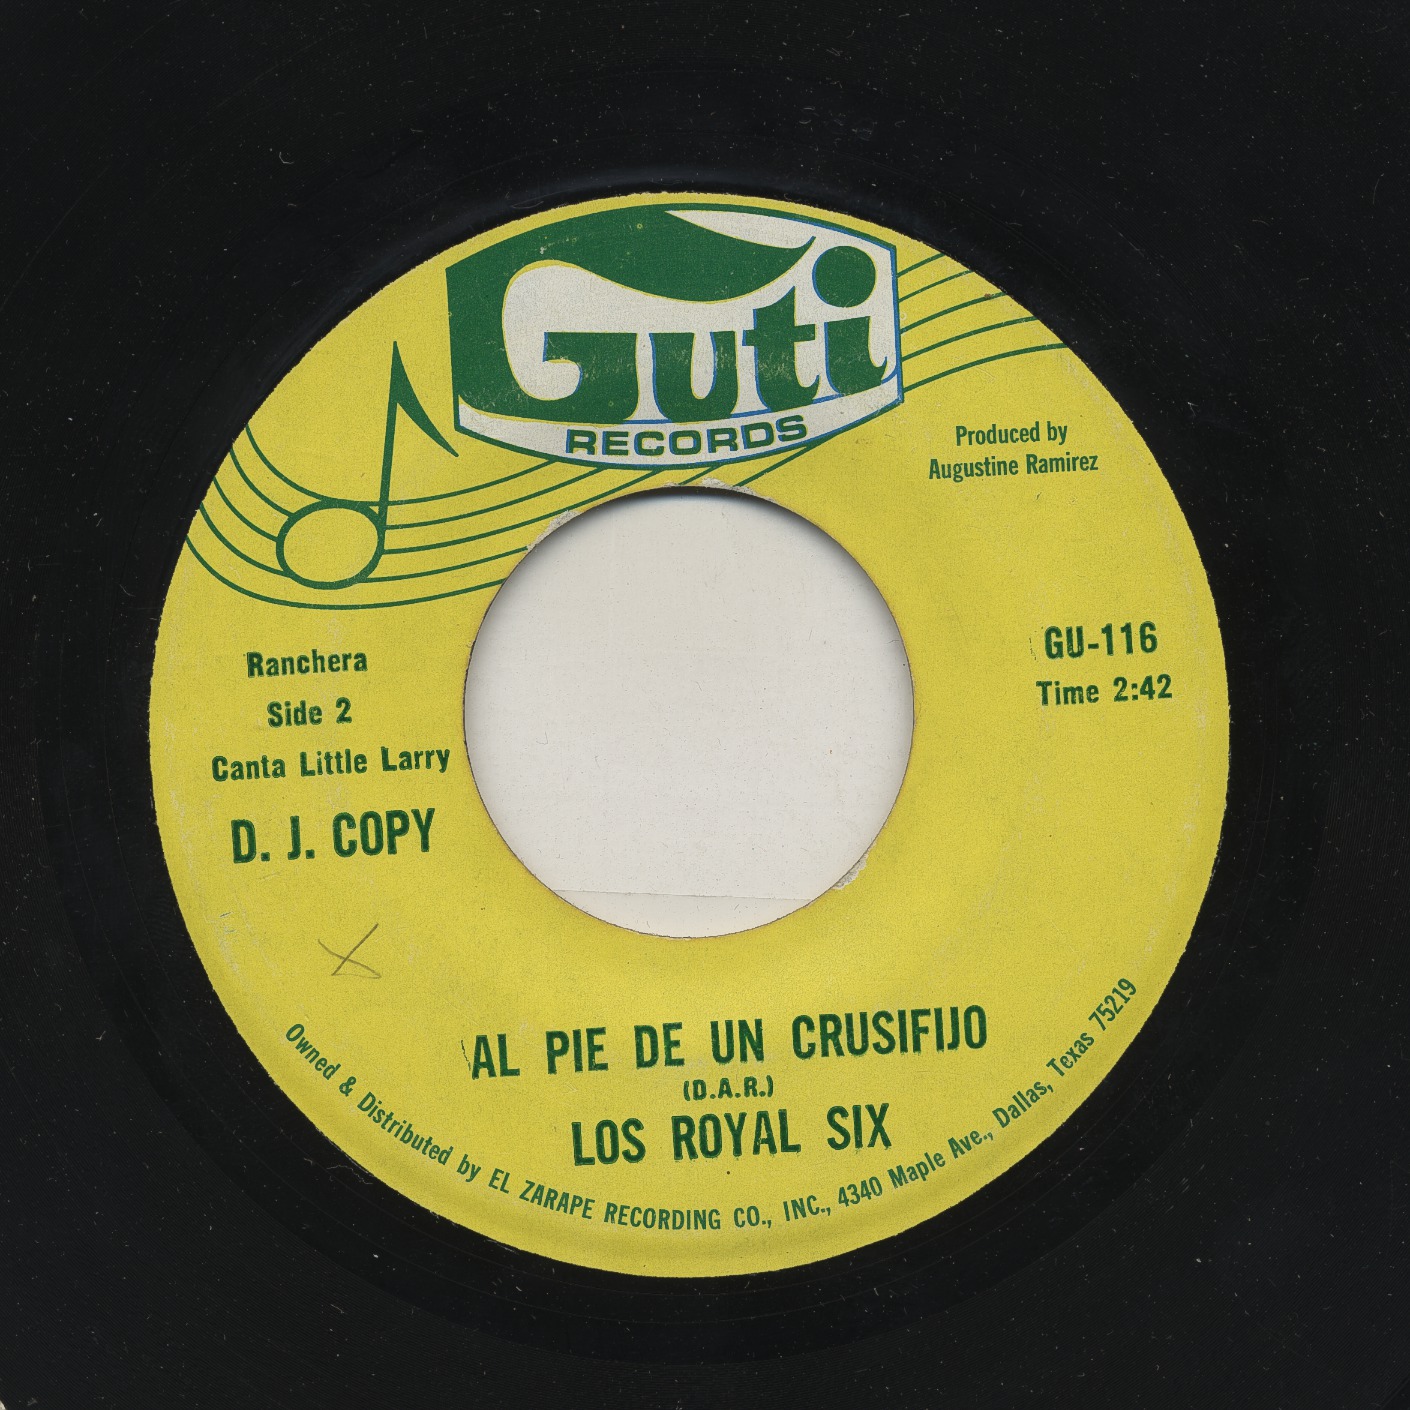 Guti
RECORDS
Produced by
Augustine Ramirez
GU-116
Time 2:42
Ranchera
Side 2
Canta Little Larry
D. J. COPY
X
AL PIE DE UN CRUSIFIJO
(D.A.R.)
LOS ROYAL SIX
Owned & Distributed by EL ZARAPE RECORDING CO., INC., 4340 Maple Ave., Dallas, Texas 75219